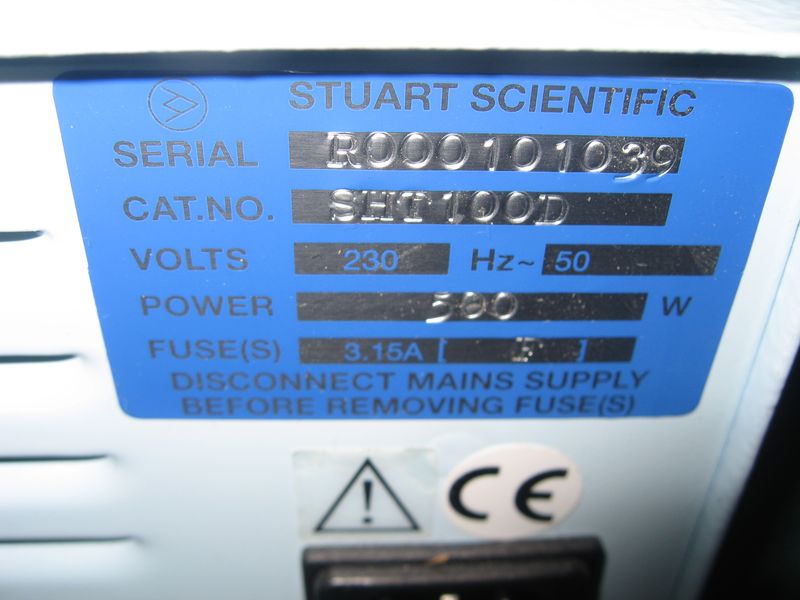 STUART SCIENTIFIC
SERIAL R000101039
CAT.NO. SHT100D
VOLTS 230 Hz~ 50
POWER 500 W
FUSE(S) 3.15A [ F ]
DISCONNECT MAINS SUPPLY
BEFORE REMOVING FUSE(S)
! CE